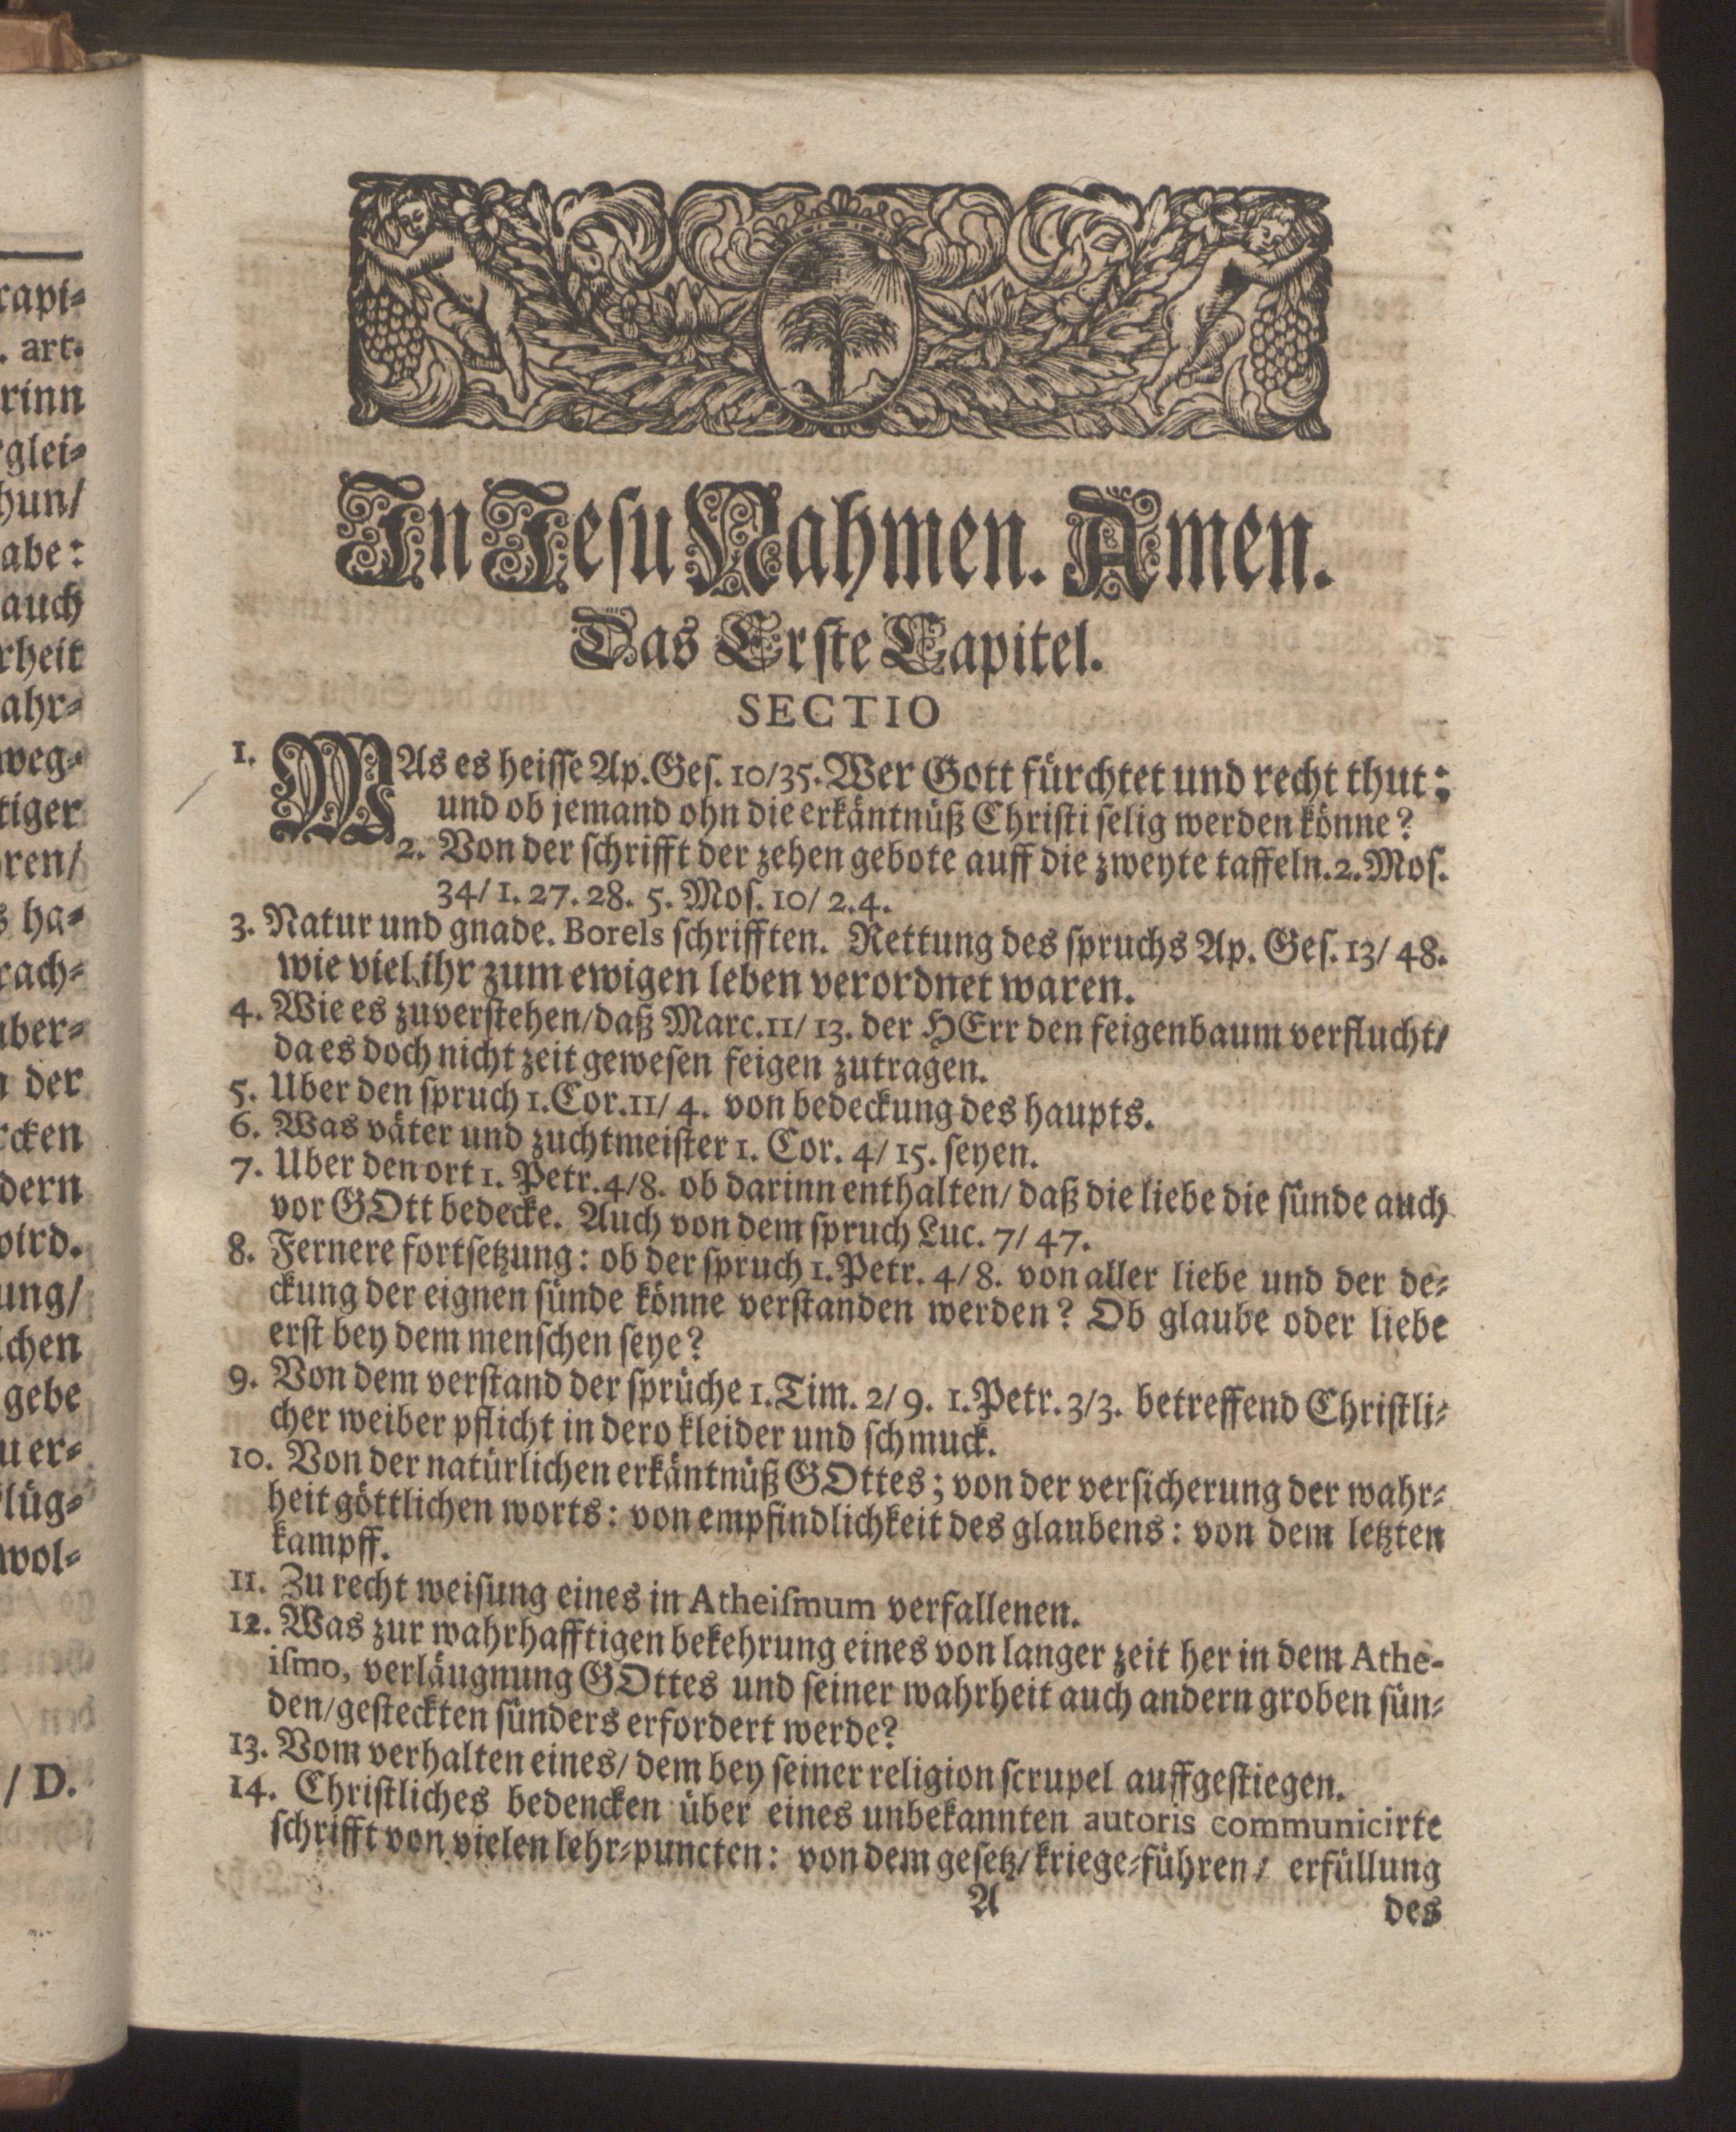 rapi-
. art.
rinn
glei-
hun/
abe:
auch
rheit
ahr-
weg-
tiger
ren/
s ha-
rach-
uber-
n der
rcken
dern
wird.
ung/
lchen
gebe
u er-
lüg-
wol-
/ D.
In Jesu Nahmen. Amen.
Das Erste Capitel.
SECTIO
1. WAs es heisse Ap. Ges. 10/35. Wer Gott fürchtet und recht thut:
und ob jemand ohn die erkäntnüß Christi selig werden könne?
2. Von der schrifft der zehen gebote auff die zweyte taffeln. 2. Mos.
34/ 1. 27. 28. 5. Mos. 10/ 2. 4.
3. Natur und gnade. Borels schrifften. Rettung des spruchs Ap. Ges. 13/ 48.
wie viel ihr zum ewigen leben verordnet waren.
4. Wie es zuverstehen/ daß Marc. 11/ 13. der HErr den feigenbaum verflucht/
da es doch nicht zeit gewesen feigen zutragen.
5. Uber den spruch 1. Cor. 11/ 4. von bedeckung des haupts.
6. Was väter und zuchtmeister 1. Cor. 4/ 15. seyen.
7. Uber den ort 1. Petr. 4/8. ob darinn enthalten/ daß die liebe die sünde auch
vor GOtt bedecke. Auch von dem spruch Luc. 7/ 47.
8. Fernere fortsetzung: ob der spruch 1. Petr. 4/8. von aller liebe und der de-
ckung der eignen sünde könne verstanden werden? Ob glaube oder liebe
erst bey dem menschen seye?
9. Von dem verstand der sprüche 1. Tim. 2/ 9. 1. Petr. 3/3. betreffend Christli-
cher weiber pflicht in dero kleider und schmuck.
10. Von der natürlichen erkäntnüß GOttes; von der versicherung der wahr-
heit göttlichen worts: von empfindlichkeit des glaubens: von dem letzten
kampff.
11. Zu recht weisung eines in Atheismum verfallenen.
12. Was zur wahrhafftigen bekehrung eines von langer zeit her in dem Athe-
ismo, verläugnung GOttes und seiner wahrheit auch andern groben sün-
den/ gesteckten sünders erfordert werde?
13. Vom verhalten eines/ dem bey seiner religion scrupel auffgestiegen.
14. Christliches bedencken über eines unbekannten autoris communicirte
schrifft von vielen lehr-puncten: von dem gesetz/ kriege-führen/ erfüllung
A
des